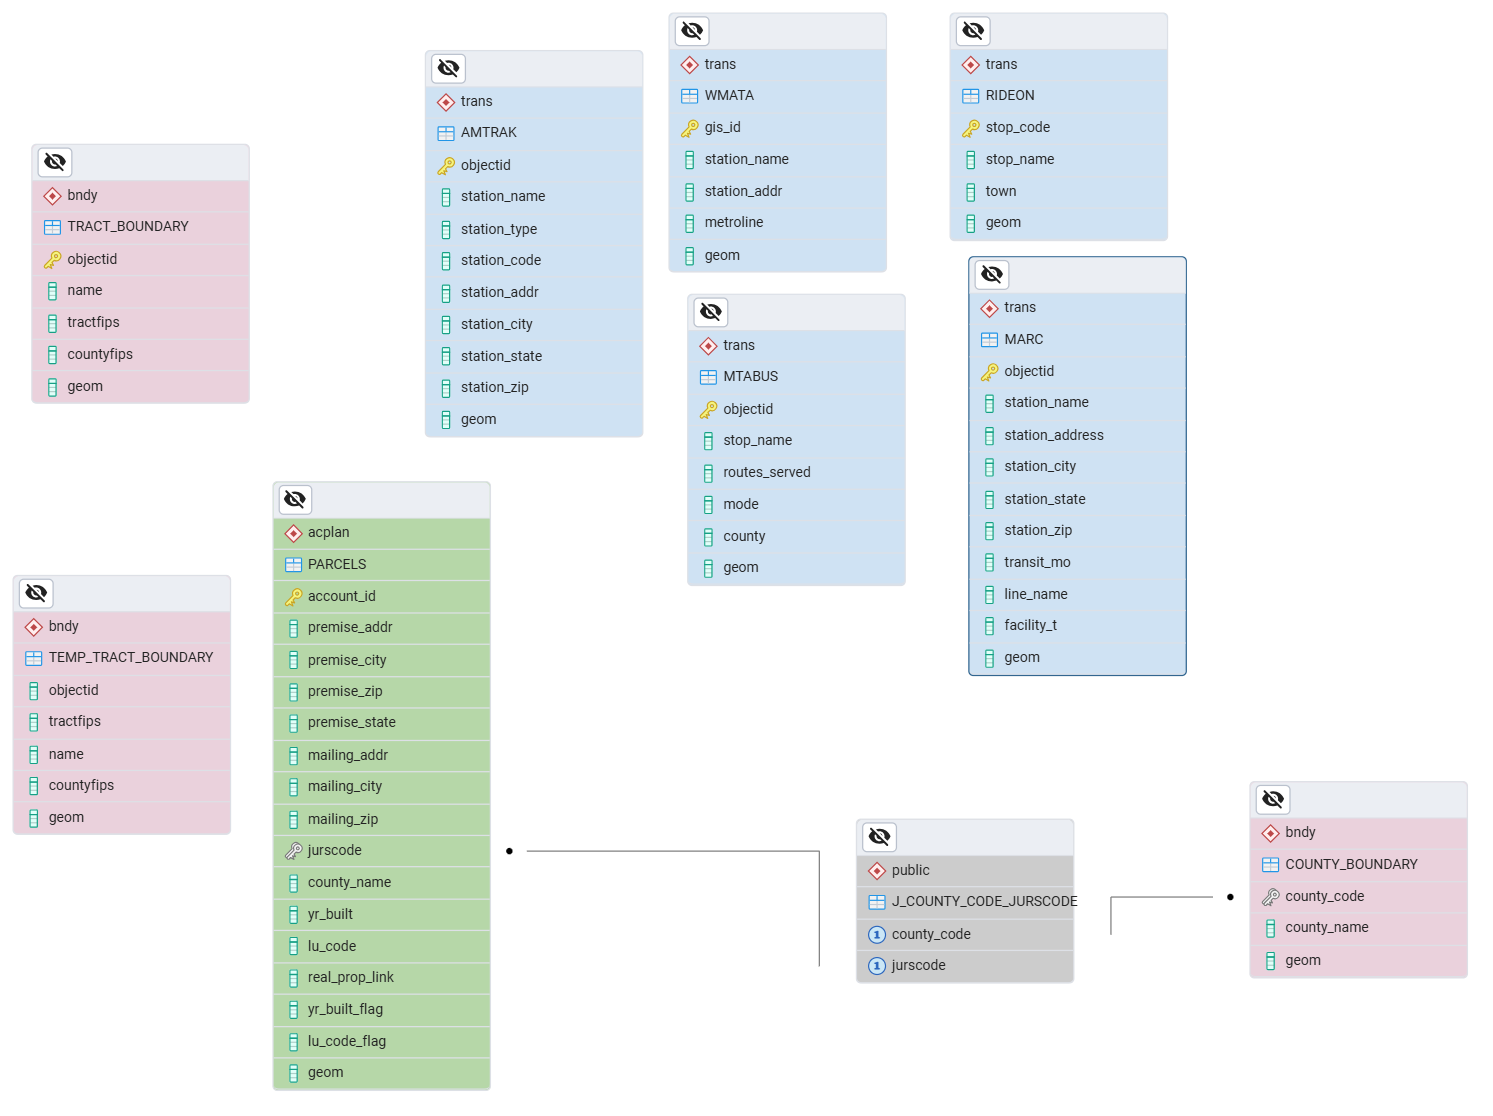 bndy
TRACT_BOUNDARY
objectid
name
tractfips
countyfips
geom
trans
AMTRAK
objectid
station_name
station_type
station_code
station_addr
station_city
station_state
station_zip
geom
trans
WMATA
gis_id
station_name
station_addr
metroline
geom
trans
RIDEON
stop_code
stop_name
town
geom
trans
MTABUS
objectid
stop_name
routes_served
mode
county
geom
trans
MARC
objectid
station_name
station_address
station_city
station_state
station_zip
transit_mo
line_name
facility_t
geom
bndy
TEMP_TRACT_BOUNDARY
objectid
tractfips
name
countyfips
geom
acplan
PARCELS
account_id
premise_addr
premise_city
premise_zip
premise_state
mailing_addr
mailing_city
mailing_zip
jurscode
county_name
yr_built
lu_code
real_prop_link
yr_built_flag
lu_code_flag
geom
public
J_COUNTY_CODE_JURSCODE
1 county_code
1 jurscode
bndy
COUNTY_BOUNDARY
county_code
county_name
geom